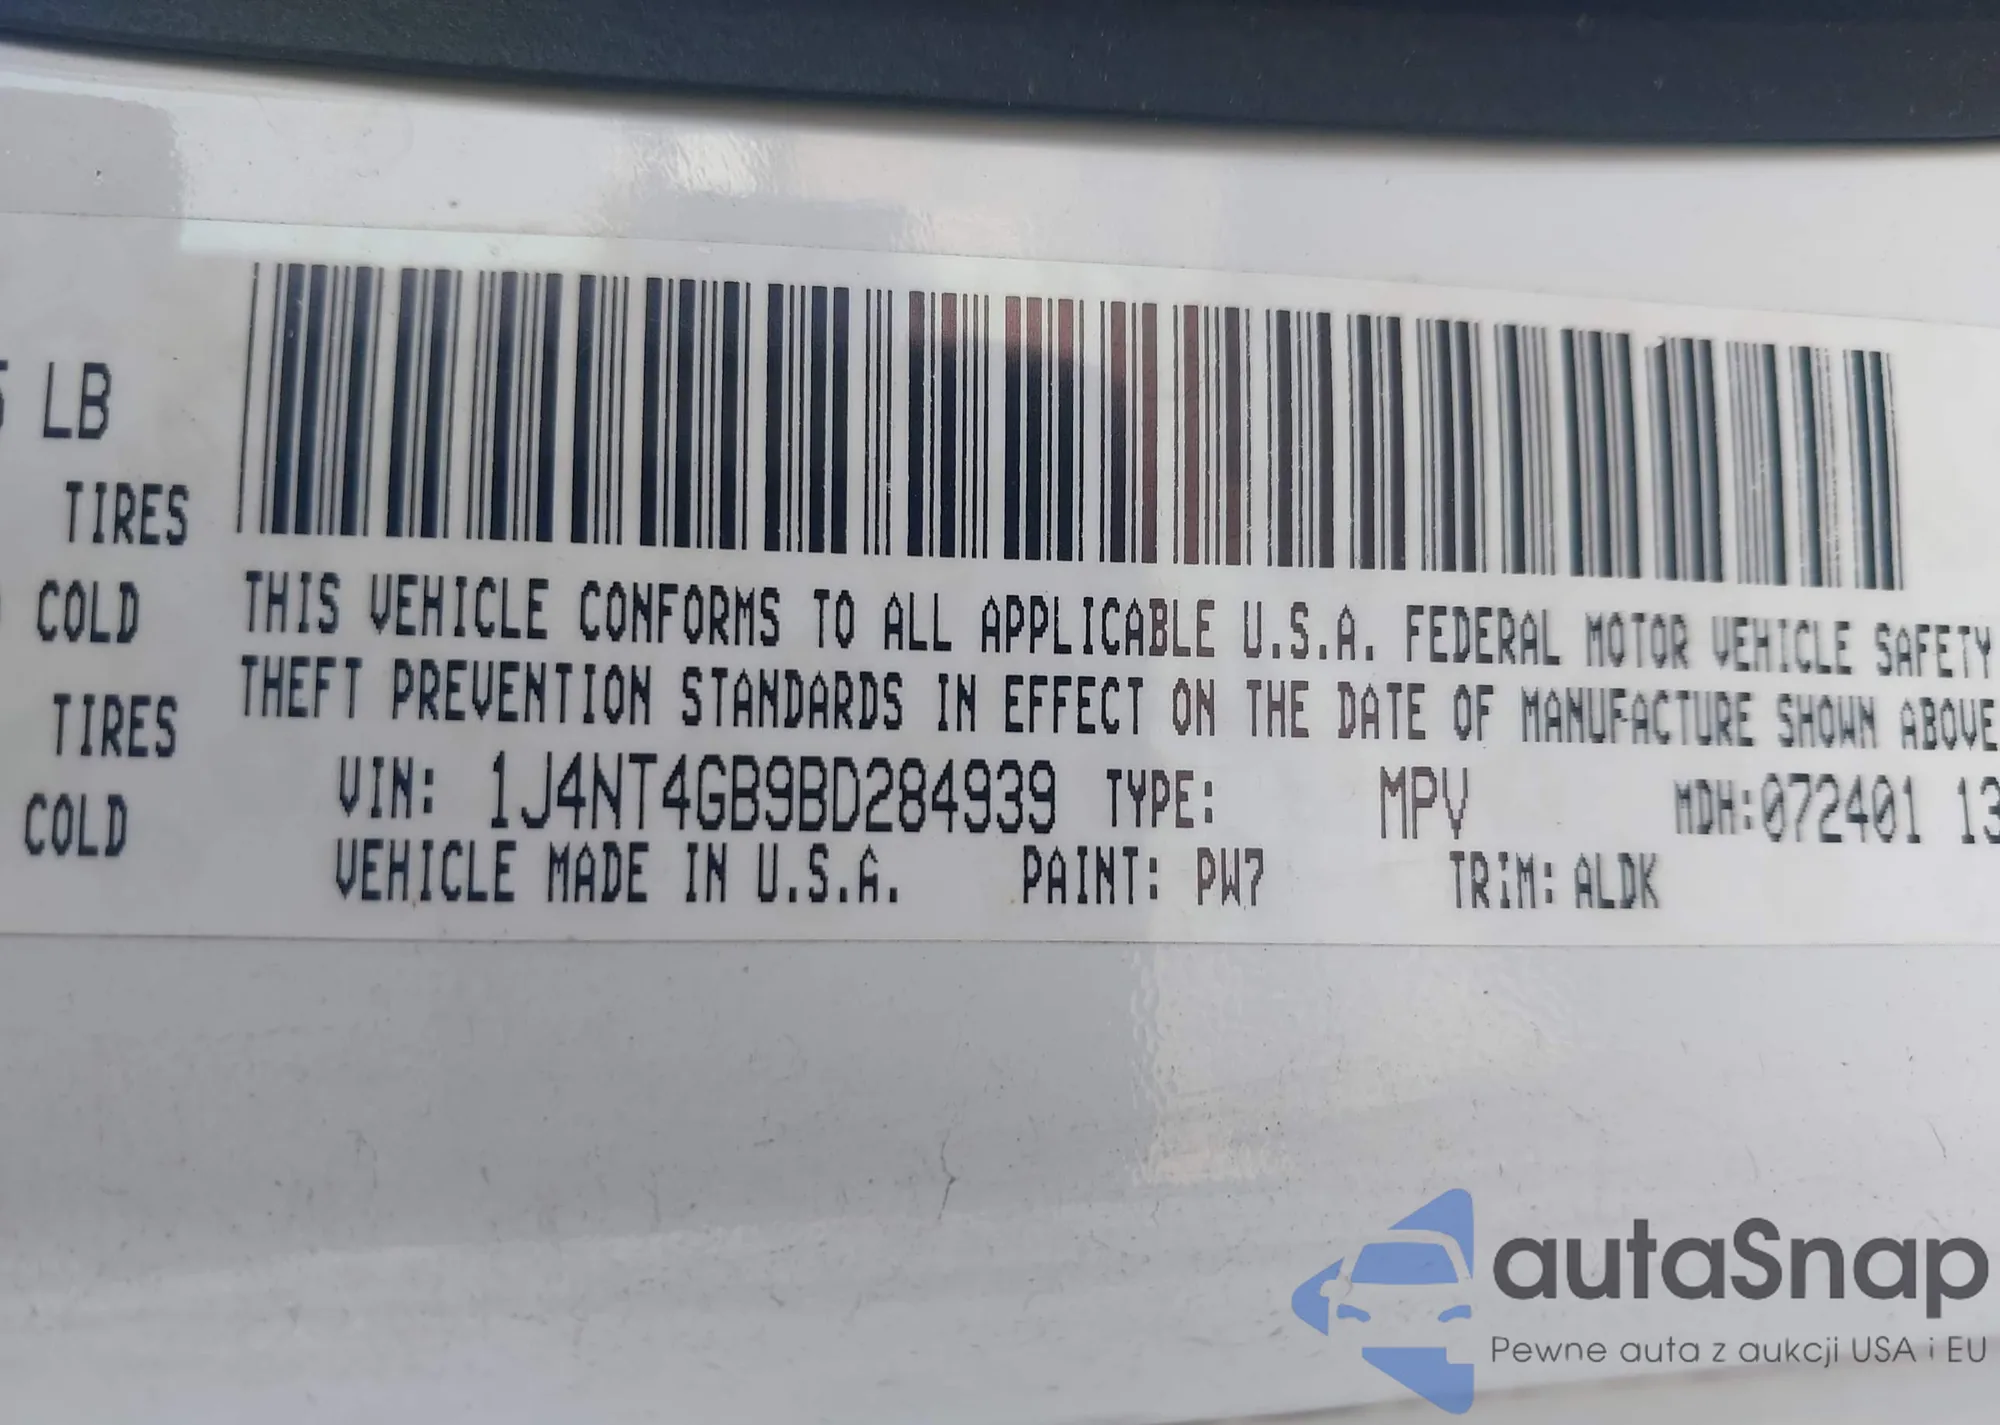 LB
TIRES
COLD
TIRES
COLD
THIS VEHICLE CONFORMS TO ALL APPLICABLE U.S.A. FEDERAL MOTOR VEHICLE SAFETY
THEFT PREVENTION STANDARDS IN EFFECT ON THE DATE OF MANUFACTURE SHOWN ABOVE
VIN: 1J4NT4GB9BD284939 TYPE: MPV MDH:072401 13
VEHICLE MADE IN U.S.A. PAINT: PW7 TRIM: ALDK
autaSnap
Pewne auta z aukcji USA i EU